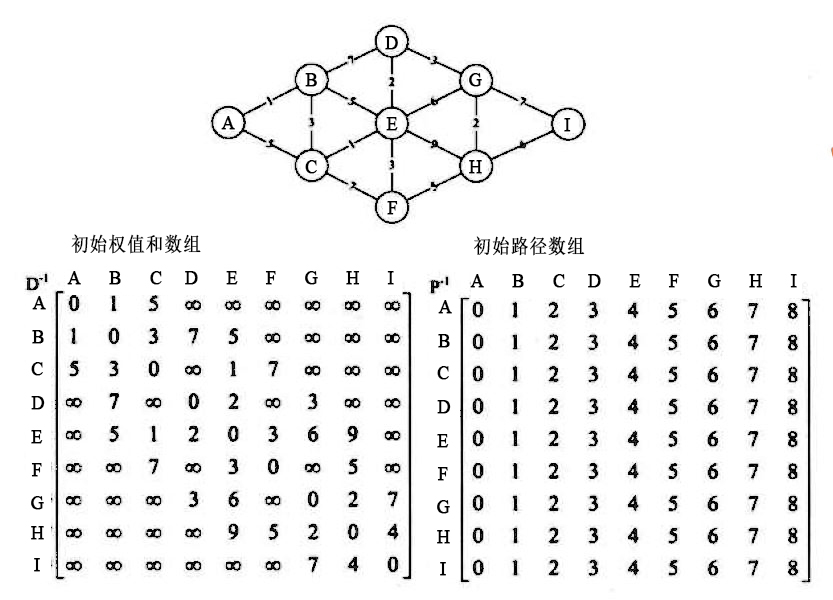 D
7 3
B 2 G
1 5 6 7
A 3 E 2 I
5 1 9 4
C 3 H
7 5
F
初始权值和数组
D⁻¹ A B C D E F G H I
A 0 1 5 ∞ ∞ ∞ ∞ ∞ ∞
B 1 0 3 7 5 ∞ ∞ ∞ ∞
C 5 3 0 ∞ 1 7 ∞ ∞ ∞
D ∞ 7 ∞ 0 2 ∞ 3 ∞ ∞
E ∞ 5 1 2 0 3 6 9 ∞
F ∞ ∞ 7 ∞ 3 0 ∞ 5 ∞
G ∞ ∞ ∞ 3 6 ∞ 0 2 7
H ∞ ∞ ∞ ∞ 9 5 2 0 4
I ∞ ∞ ∞ ∞ ∞ ∞ 7 4 0
初始路径数组
P⁻¹ A B C D E F G H I
A 0 1 2 3 4 5 6 7 8
B 0 1 2 3 4 5 6 7 8
C 0 1 2 3 4 5 6 7 8
D 0 1 2 3 4 5 6 7 8
E 0 1 2 3 4 5 6 7 8
F 0 1 2 3 4 5 6 7 8
G 0 1 2 3 4 5 6 7 8
H 0 1 2 3 4 5 6 7 8
I 0 1 2 3 4 5 6 7 8